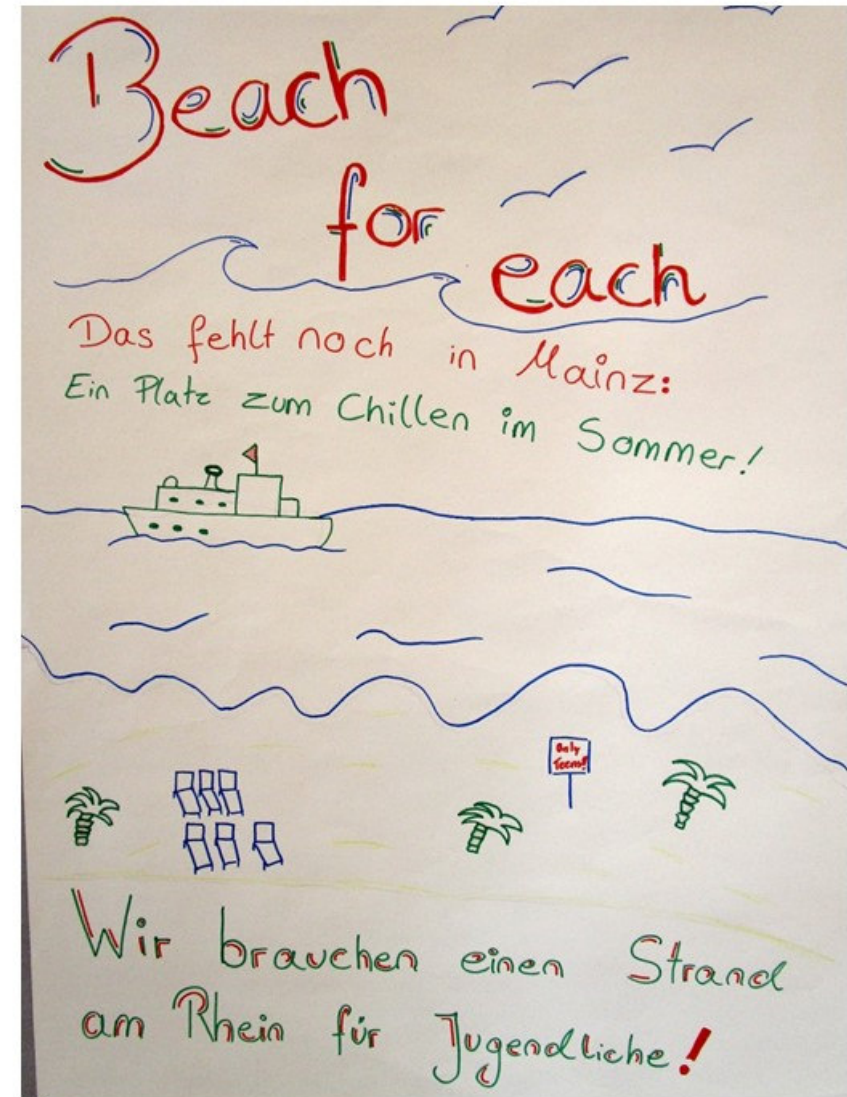 Beach
for
each
Das fehlt noch in Mainz:
Ein Platz zum Chillen im Sommer!
Only
Teens!
Wir brauchen einen Strand
am Rhein für Jugendliche!